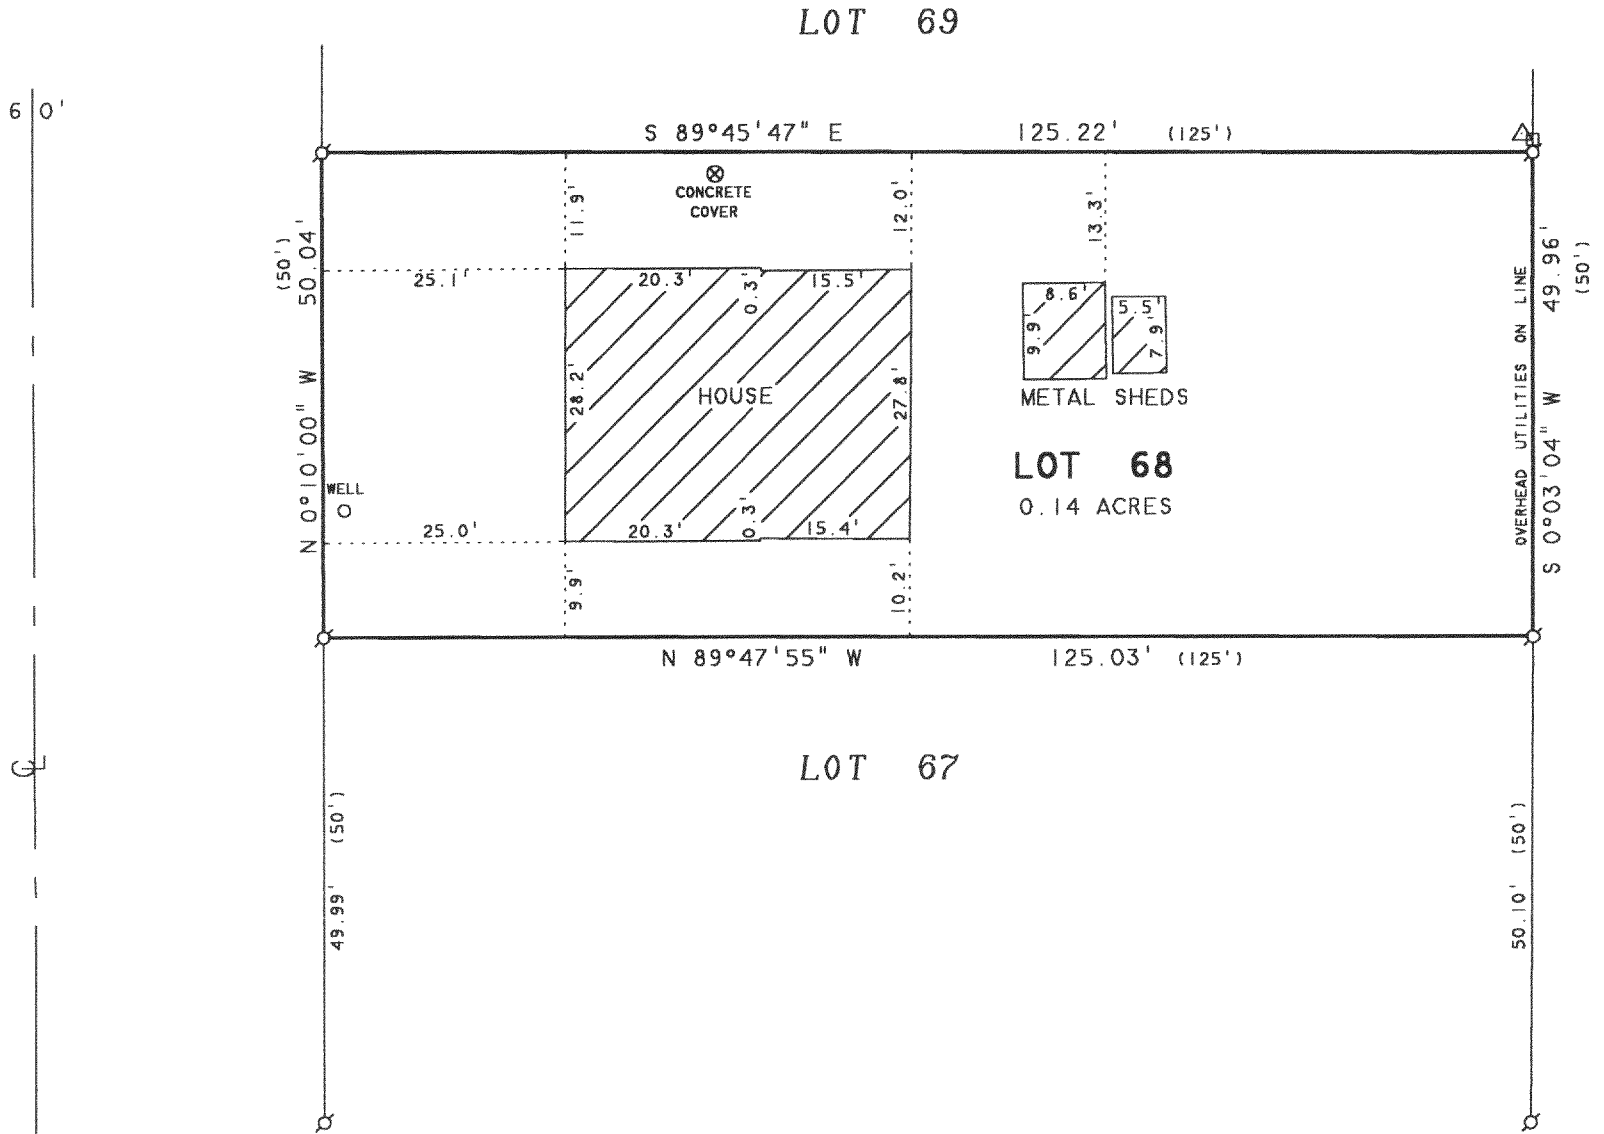 LOT 69
60'
S 89°45'47" E 125.22' (125')
CONCRETE
COVER
11.9'
12.0'
13.3'
N 0°10'00" W 50.04'
(50')
25.1'
20.3'
0.3'
15.5'
8.6'
9.9'
5.5'
7.9'
METAL SHEDS
28.2'
HOUSE
27.8'
LOT 68
0.14 ACRES
OVERHEAD UTILITIES ON LINE
S 0°03'04" W 49.96'
(50')
WELL
25.0'
20.3'
0.3'
15.4'
9.9'
10.2'
N 89°47'55" W 125.03' (125')
LOT 67
CL
49.99' (50')
50.10' (50')